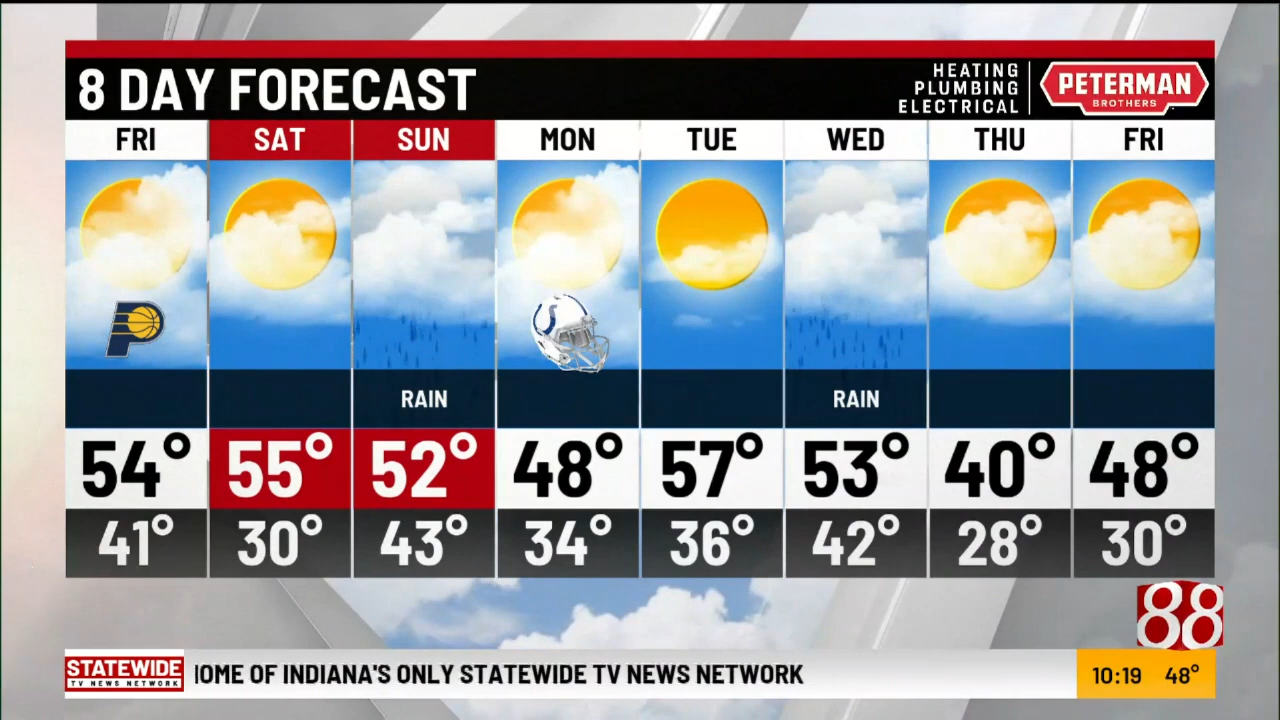 8 DAY FORECAST
HEATING
PLUMBING
ELECTRICAL
PETERMAN
BROTHERS
FRI SAT SUN MON TUE WED THU FRI
RAIN RAIN
54° 55° 52° 48° 57° 53° 40° 48°
41° 30° 43° 34° 36° 42° 28° 30°
88
STATEWIDE
TV NEWS NETWORK
OME OF INDIANA'S ONLY STATEWIDE TV NEWS NETWORK
10:19 48°